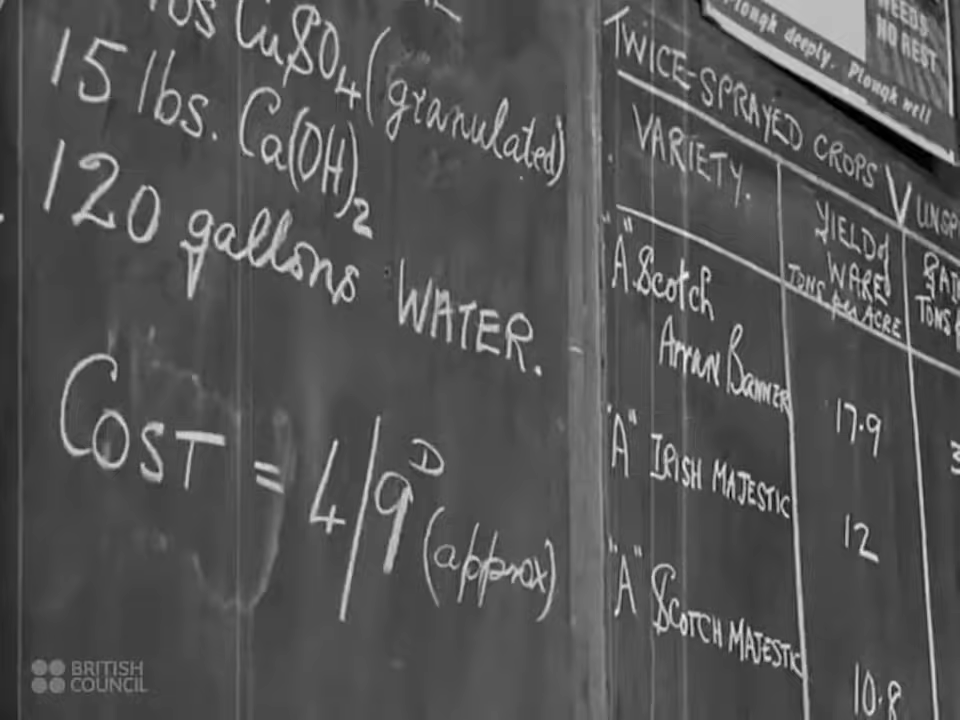 CuSO4 (granulated)
15 lbs. Ca(OH)2
120 gallons WATER.
COST = 4/9D (approx)
Plough deeply. Plough well
WEEDS
NO REST
TWICE-SPRAYED CROPS V
VARIETY.
YIELD of
WARE
TONS per ACRE
TONS
"A" Scotch
Arran BANNER
17.9
"A" IRISH MAJESTIC
12
"A" SCOTCH MAJESTIC
10.8
BRITISH
COUNCIL